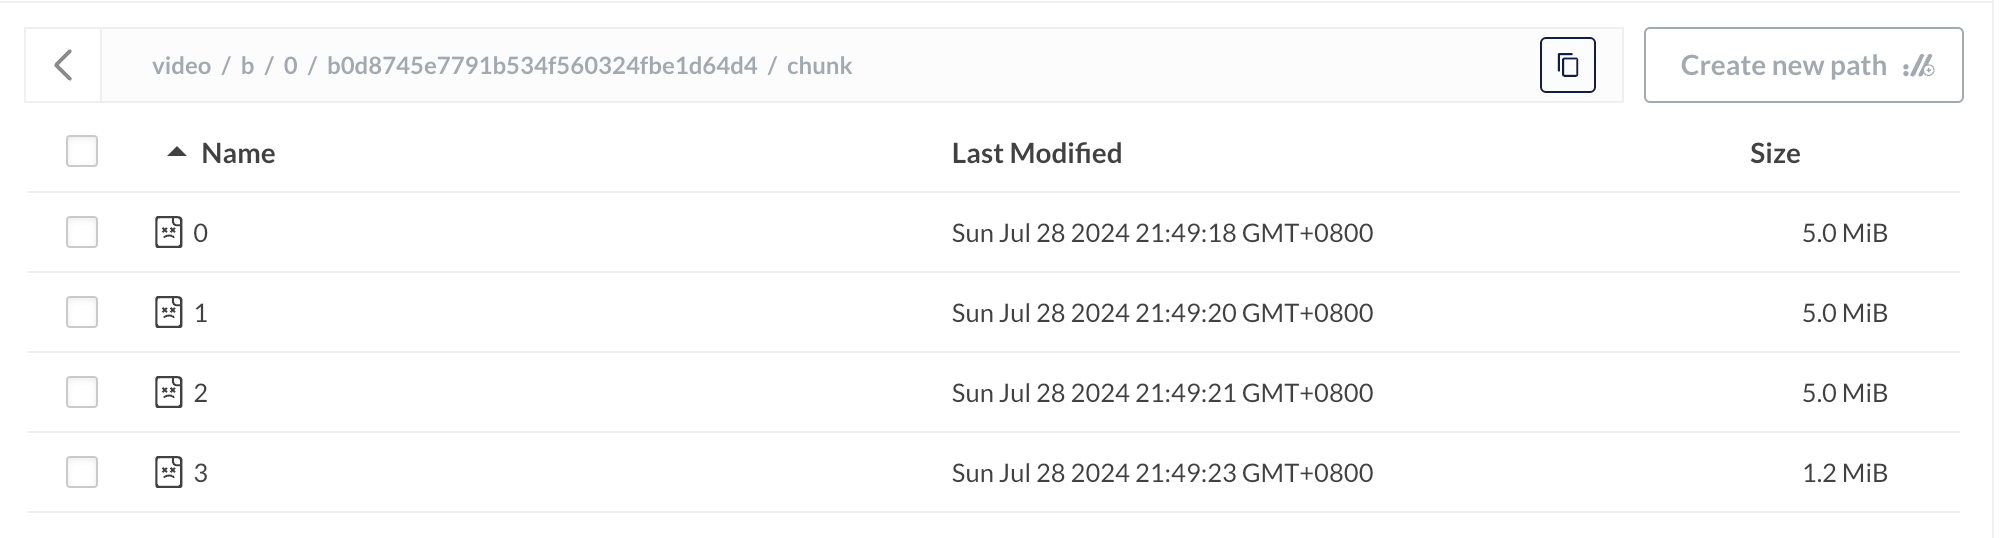 video / b / 0 / b0d8745e7791b534f560324fbe1d64d4 / chunk Create new path
Name Last Modified Size
0 Sun Jul 28 2024 21:49:18 GMT+0800 5.0 MiB
1 Sun Jul 28 2024 21:49:20 GMT+0800 5.0 MiB
2 Sun Jul 28 2024 21:49:21 GMT+0800 5.0 MiB
3 Sun Jul 28 2024 21:49:23 GMT+0800 1.2 MiB